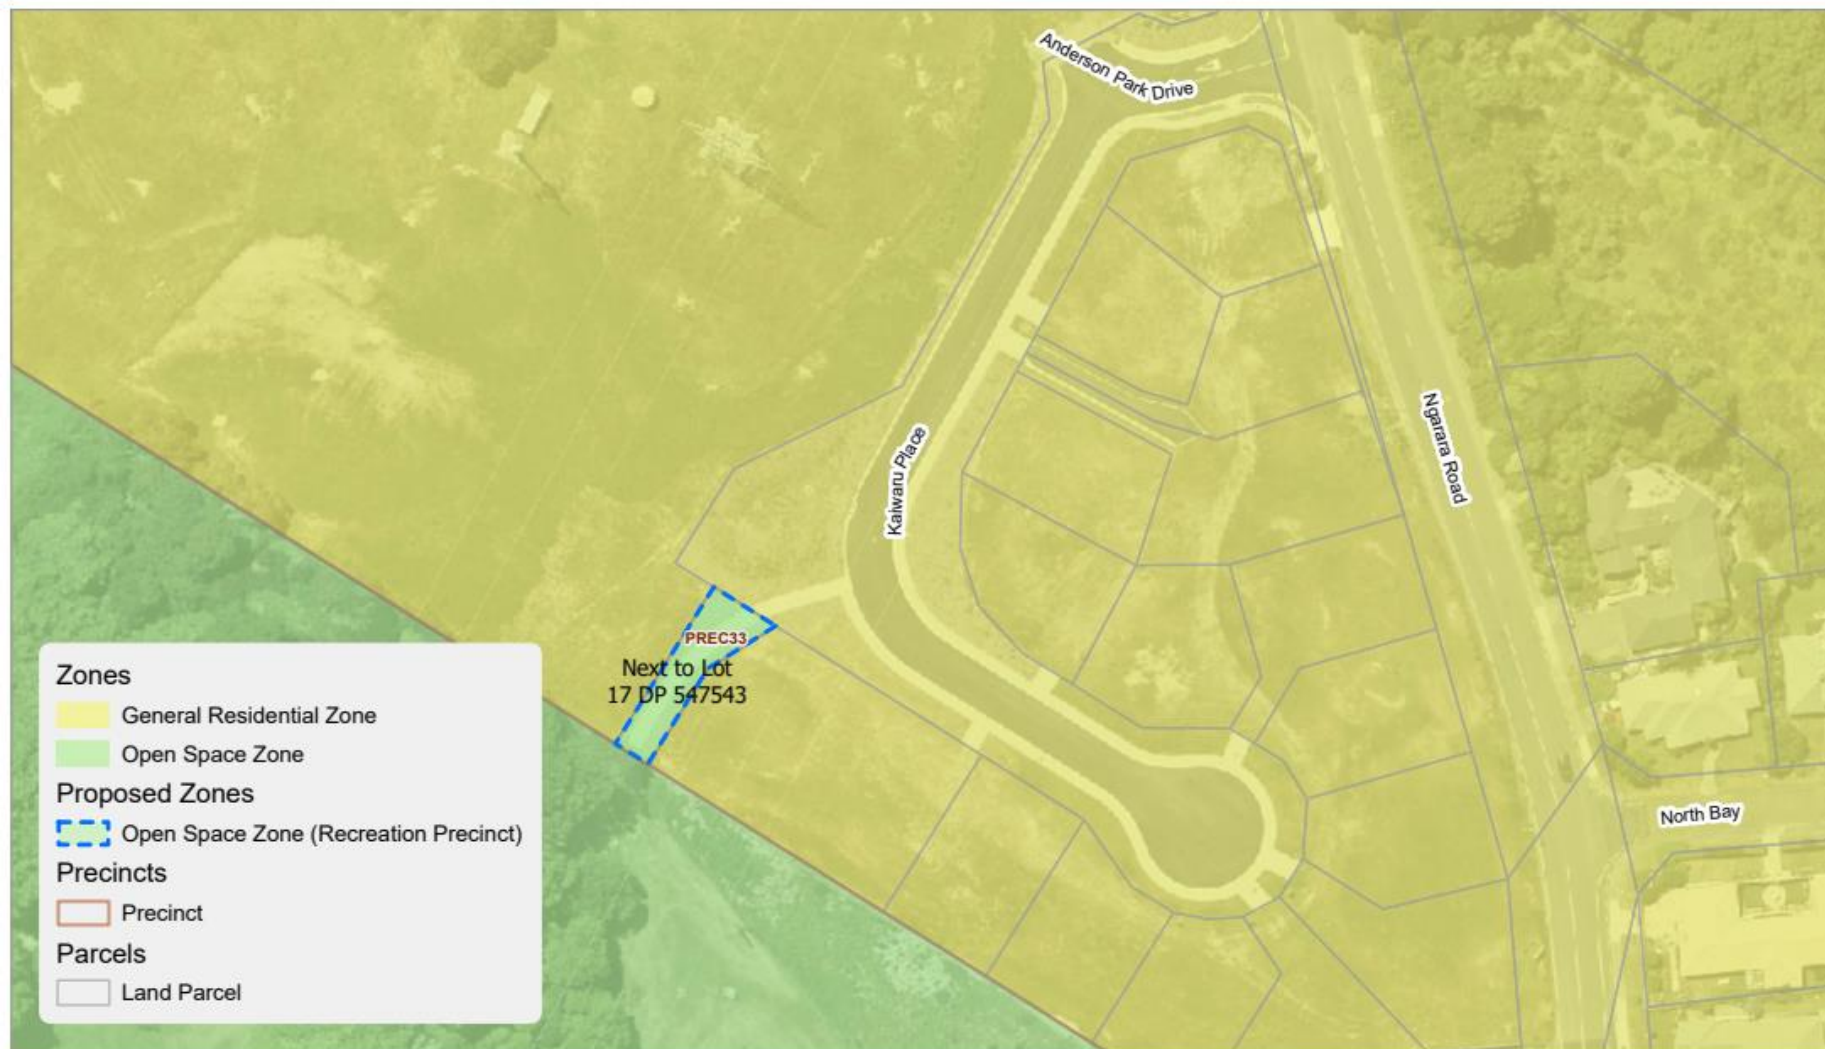 Anderson Park Drive
Kaiwaru Place
Ngarara Road
PREC33
Next to Lot
17 DP 547543
North Bay
Zones
General Residential Zone
Open Space Zone
Proposed Zones
Open Space Zone (Recreation Precinct)
Precincts
Precinct
Parcels
Land Parcel